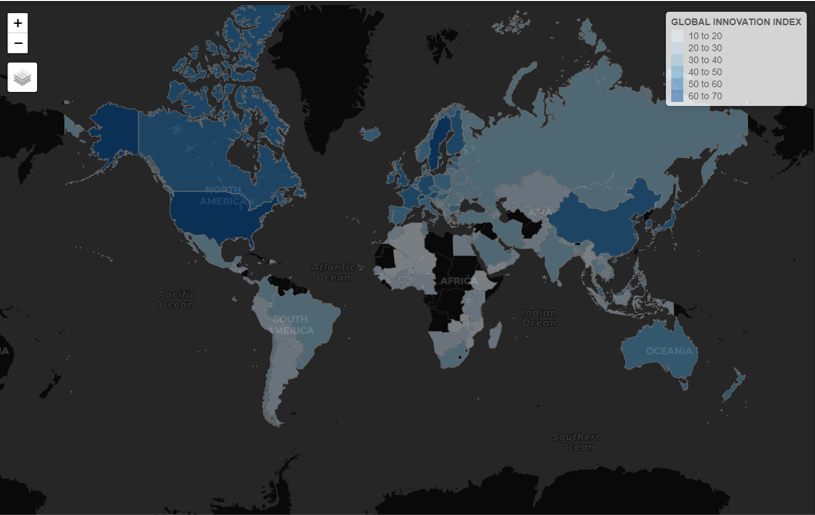 +
−
GLOBAL INNOVATION INDEX
10 to 20
20 to 30
30 to 40
40 to 50
50 to 60
60 to 70
NORTH
AMERICA
Atlantic
Ocean
Pacific
Ocean
SOUTH
AMERICA
AFRICA
ASIA
Indian
Ocean
OCEANIA
Southern
Ocean